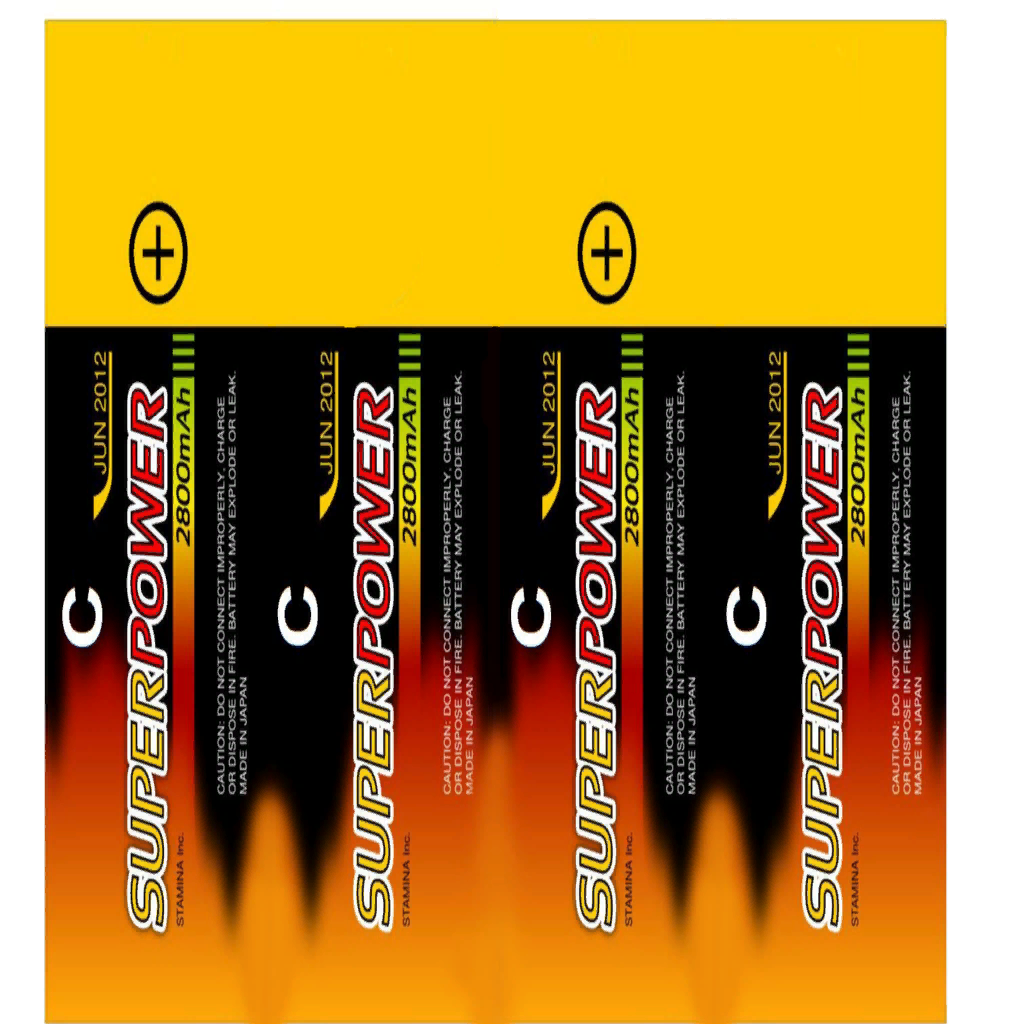 +
+
C
JUN 2012
SUPERPOWER
2800mAh
STAMINA Inc.
CAUTION: DO NOT CONNECT IMPROPERLY, CHARGE
OR DISPOSE IN FIRE. BATTERY MAY EXPLODE OR LEAK.
MADE IN JAPAN
C
JUN 2012
SUPERPOWER
2800mAh
STAMINA Inc.
CAUTION: DO NOT CONNECT IMPROPERLY, CHARGE
OR DISPOSE IN FIRE. BATTERY MAY EXPLODE OR LEAK.
MADE IN JAPAN
C
JUN 2012
SUPERPOWER
2800mAh
STAMINA Inc.
CAUTION: DO NOT CONNECT IMPROPERLY, CHARGE
OR DISPOSE IN FIRE. BATTERY MAY EXPLODE OR LEAK.
MADE IN JAPAN
C
JUN 2012
SUPERPOWER
2800mAh
STAMINA Inc.
CAUTION: DO NOT CONNECT IMPROPERLY, CHARGE
OR DISPOSE IN FIRE. BATTERY MAY EXPLODE OR LEAK.
MADE IN JAPAN